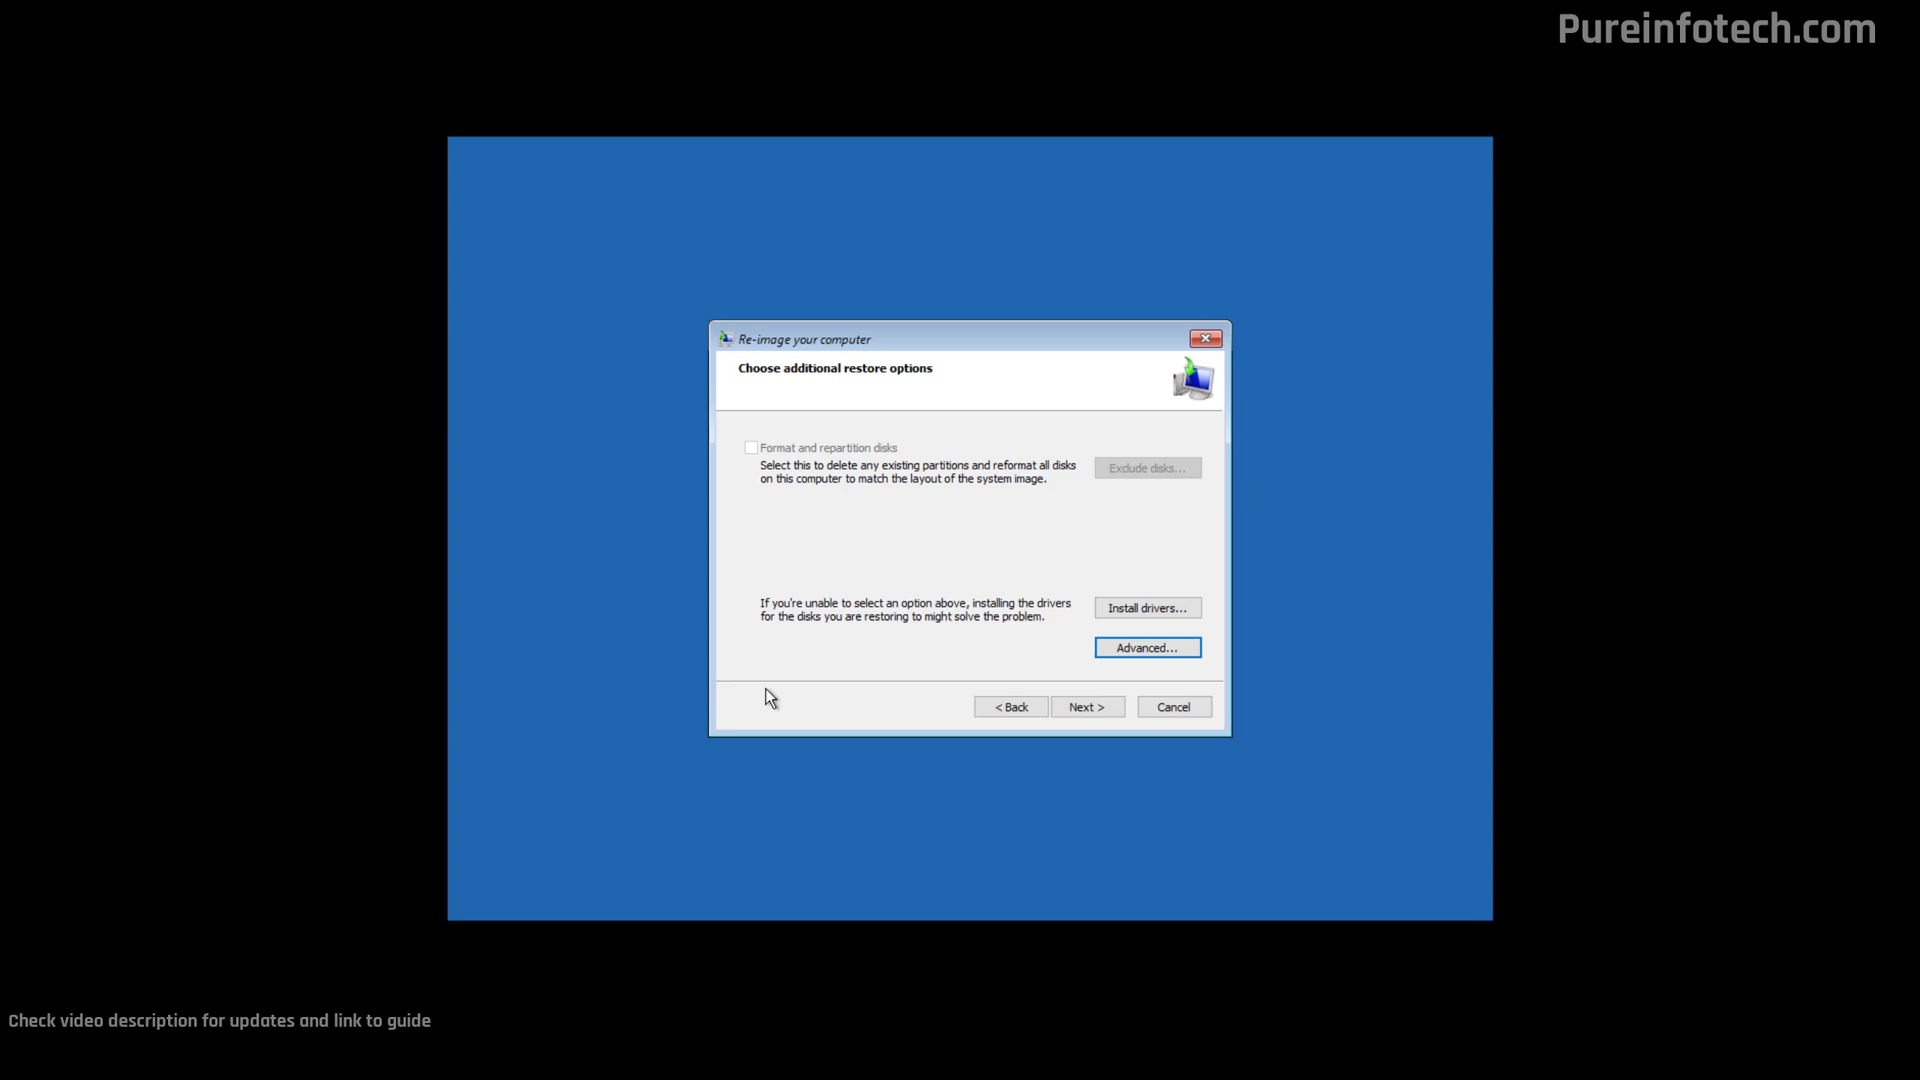 Pureinfotech.com
Re-image your computer
Choose additional restore options
Format and repartition disks
Select this to delete any existing partitions and reformat all disks
on this computer to match the layout of the system image.
Exclude disks...
If you're unable to select an option above, installing the drivers
for the disks you are restoring to might solve the problem.
Install drivers...
Advanced...
< Back
Next >
Cancel
Check video description for updates and link to guide